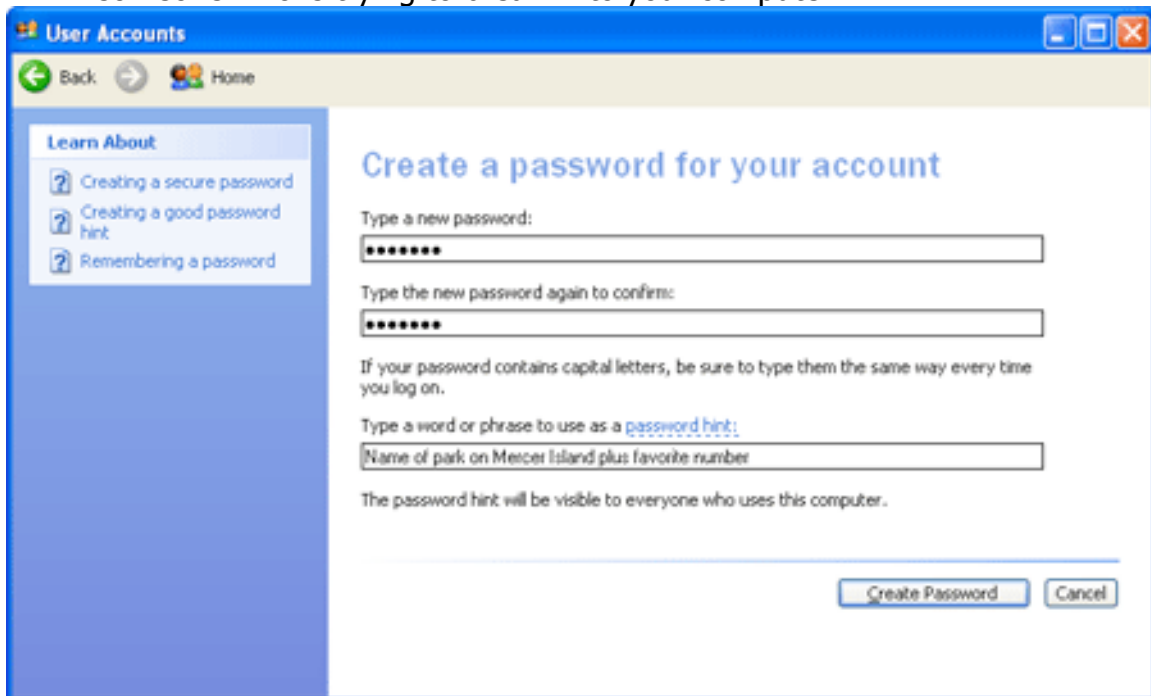 User Accounts
Back Home
Learn About
Creating a secure password
Creating a good password
hint
Remembering a password
Create a password for your account
Type a new password:
•••••••
Type the new password again to confirm:
•••••••
If your password contains capital letters, be sure to type them the same way every time
you log on.
Type a word or phrase to use as a password hint:
Name of park on Mercer Island plus favorite number
The password hint will be visible to everyone who uses this computer.
Create Password Cancel